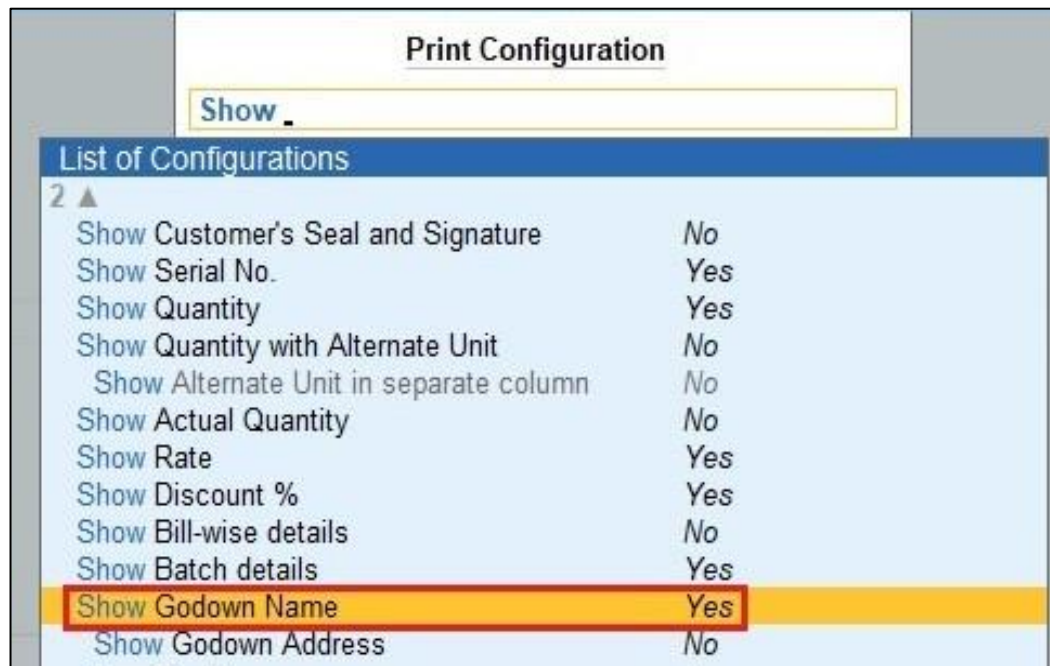 Print Configuration
Show
List of Configurations
2 ▲
Show Customer's Seal and Signature No
Show Serial No. Yes
Show Quantity Yes
Show Quantity with Alternate Unit No
Show Alternate Unit in separate column No
Show Actual Quantity No
Show Rate Yes
Show Discount % Yes
Show Bill-wise details No
Show Batch details Yes
Show Godown Name Yes
Show Godown Address No